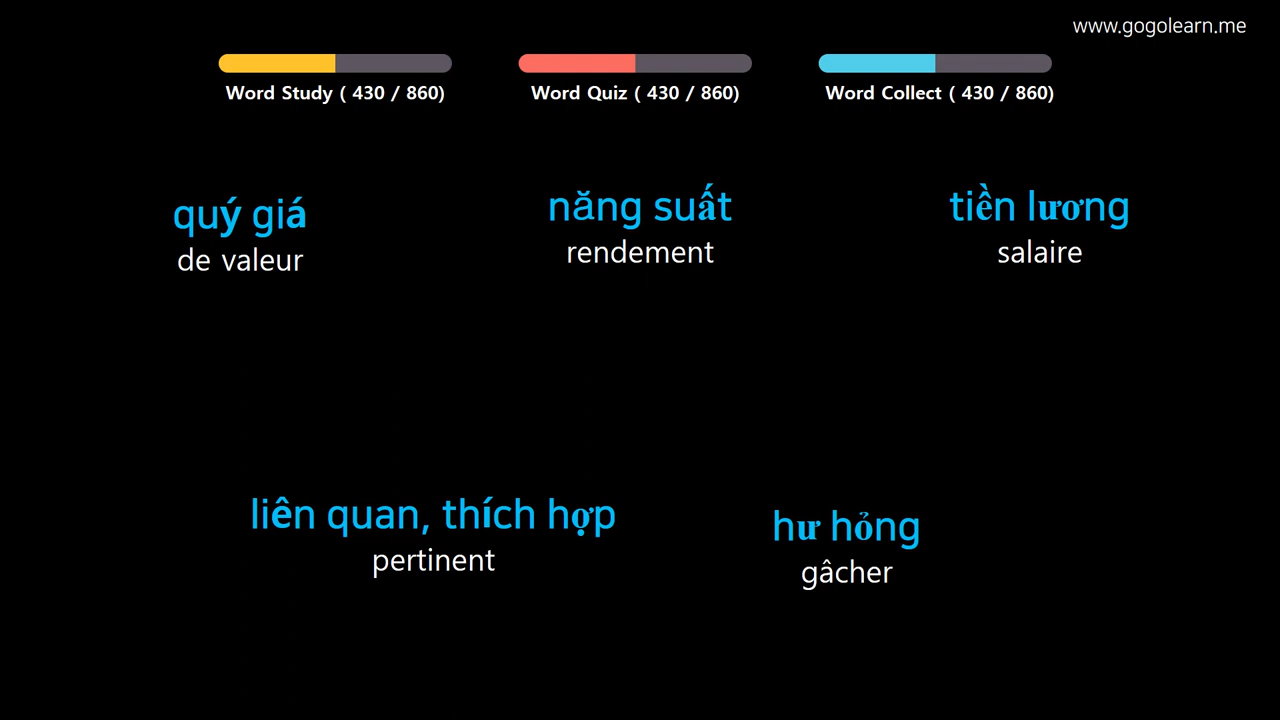 www.gogolearn.me
Word Study ( 430 / 860)
Word Quiz ( 430 / 860)
Word Collect ( 430 / 860)
quý giá
de valeur
năng suất
rendement
tiền lương
salaire
liên quan, thích hợp
pertinent
hư hỏng
gâcher